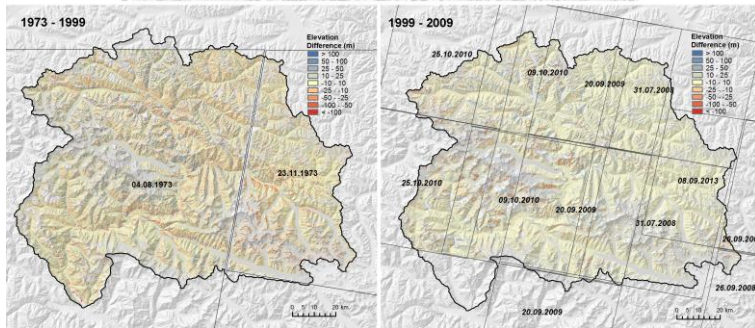 1973 - 1999
Elevation
Difference (m)
> 100
50 - 100
25 - 50
10 - 25
-10 - 10
-25 - -10
-50 - -25
-100 - -50
< -100
04.08.1973
23.11.1973
0 5 10 20 km
1999 - 2009
Elevation
Difference (m)
> 100
50 - 100
25 - 50
10 - 25
-10 - 10
-25 - -10
-50 - -25
-100 - -50
< -100
25.10.2010
09.10.2010
20.09.2009
31.07.2008
08.09.2013
25.10.2010
09.10.2010
20.09.2009
31.07.2008
26.09.20
26.09.2008
20.09.2009
0 5 10 20 km